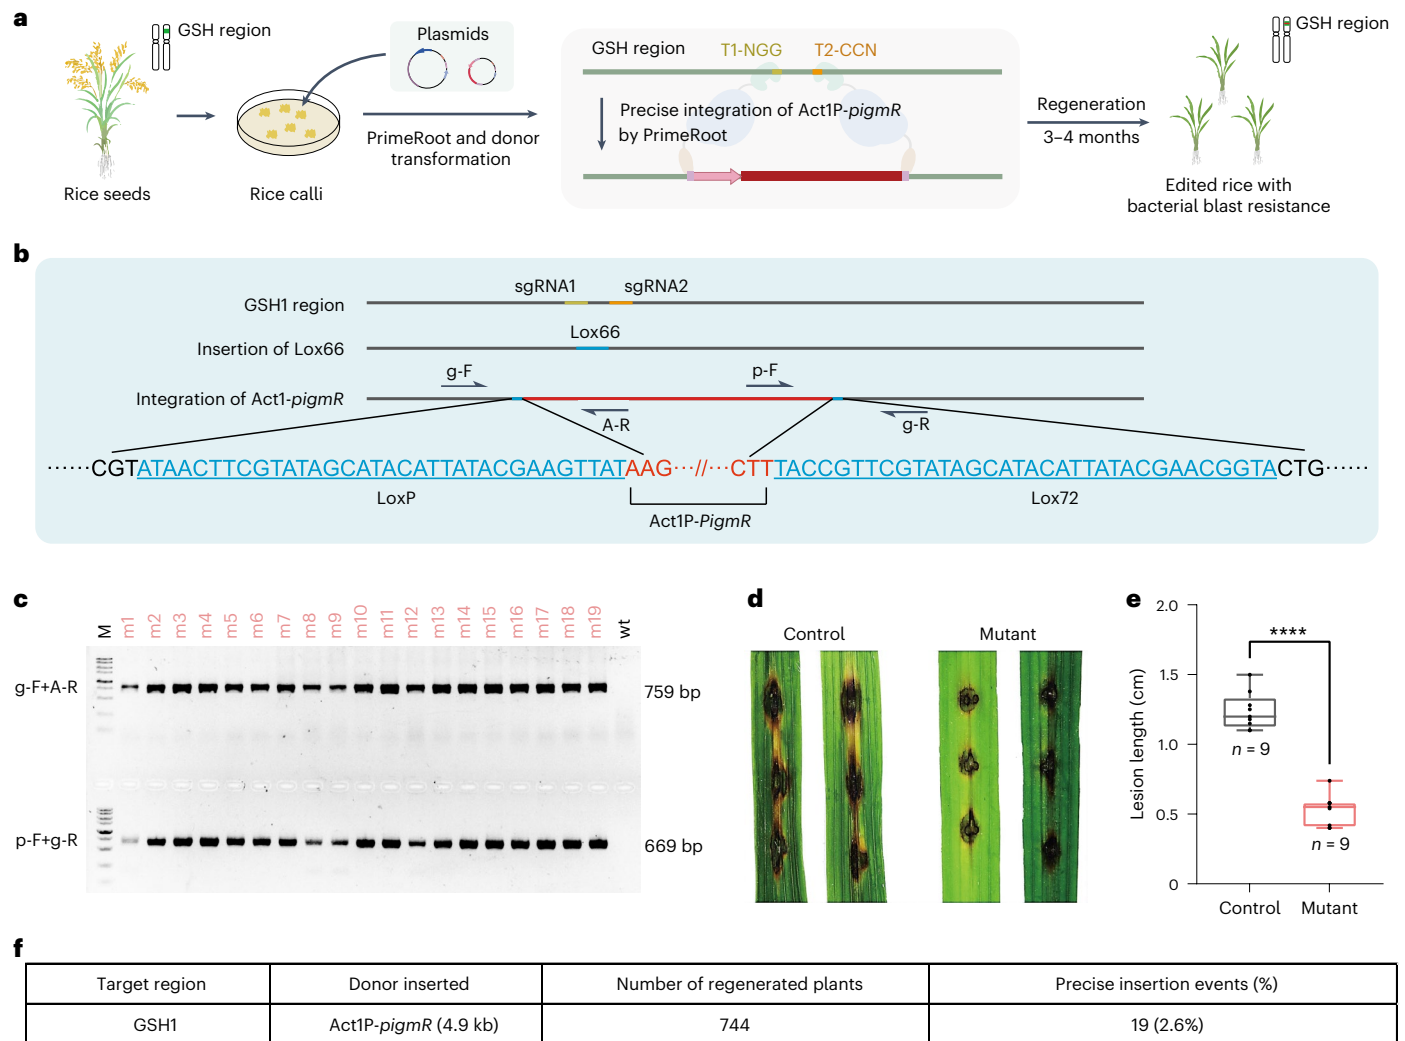 a
GSH region
Plasmids
GSH region
T1-NGG
T2-CCN
GSH region
Precise integration of Act1P-pigmR
by PrimeRoot
PrimeRoot and donor
transformation
Regeneration
3–4 months
Rice seeds
Rice calli
Edited rice with
bacterial blast resistance
b
sgRNA1
sgRNA2
GSH1 region
Lox66
Insertion of Lox66
g-F
p-F
Integration of Act1-pigmR
A-R
g-R
······CGTATAACTTCGTATAGCATACATTATACGAAGTTATAAG···//···CTTTACCGTTCGTATAGCATACATTATACGAACGGTACTG······
LoxP
Lox72
Act1P-PigmR
c
M m1 m2 m3 m4 m5 m6 m7 m8 m9 m10 m11 m12 m13 m14 m15 m16 m17 m18 m19 wt
g-F+A-R
759 bp
p-F+g-R
669 bp
d
Control
Mutant
e
Lesion length (cm)
2.0
1.5
1.0
0.5
0
****
n = 9
n = 9
Control
Mutant
f
Target region
Donor inserted
Number of regenerated plants
Precise insertion events (%)
GSH1
Act1P-pigmR (4.9 kb)
744
19 (2.6%)